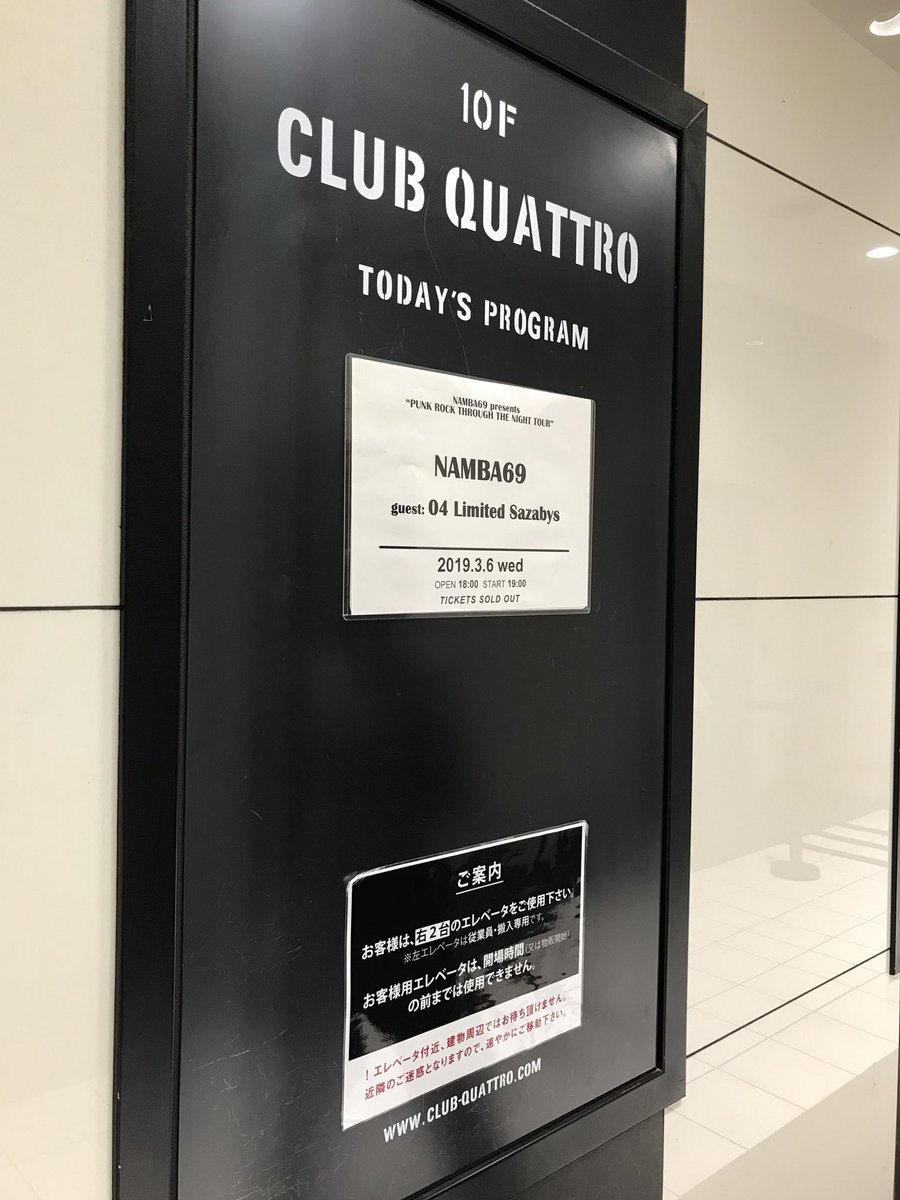 10F
CLUB QUATTRO
TODAY'S PROGRAM
NAMBA69 presents
"PUNK ROCK THROUGH THE NIGHT TOUR"
NAMBA69
guest: 04 Limited Sazabys
2019.3.6 wed
OPEN 18:00 START 19:00
TICKETS SOLD OUT
ご案内
お客様は、右2台のエレベータをご使用下さい。
※左エレベータは従業員・搬入専用です。
お客様用エレベータは、開場時間(又は物販開始)
の前までは使用できません。
！エレベータ付近、建物周辺ではお待ち頂けません。
近隣のご迷惑となりますので、速やかにご移動下さい。
WWW.CLUB-QUATTRO.COM